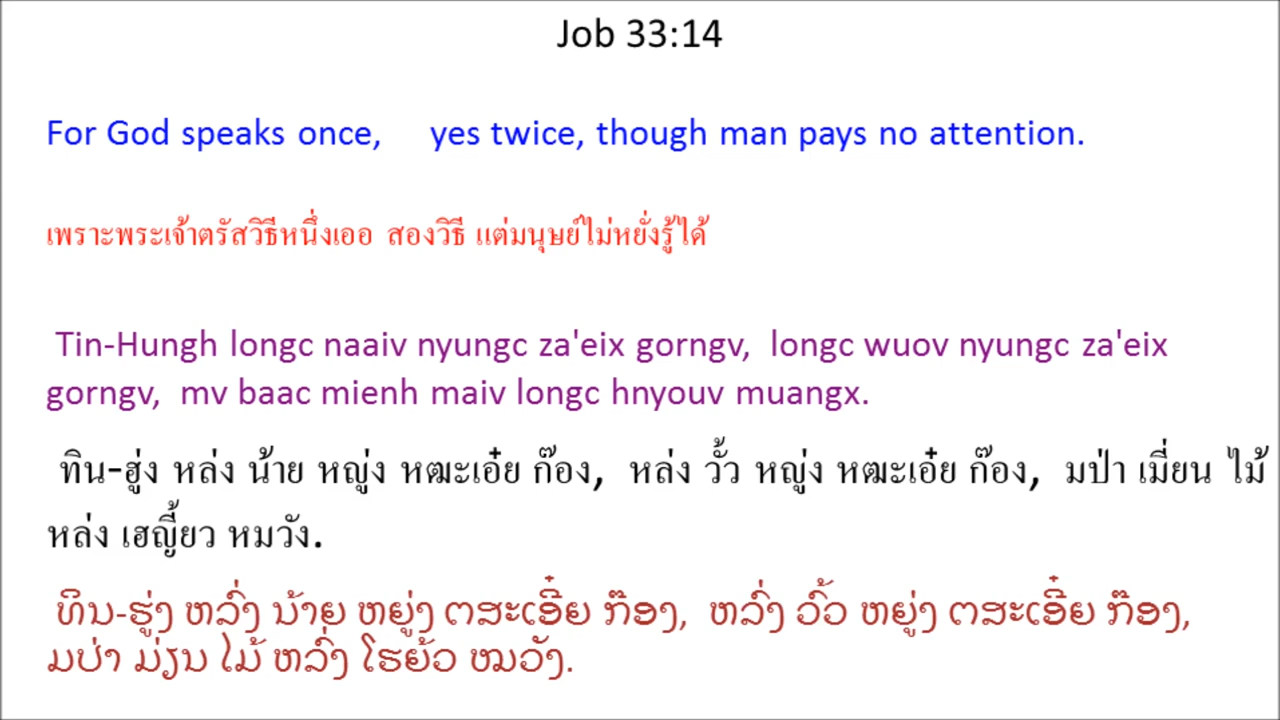 Job 33:14
For God speaks once, yes twice, though man pays no attention.
เพราะพระเจ้าตรัสวิธีหนึ่งเออ สองวิธี แต่มนุษย์ไม่หยั่งรู้ได้
Tin-Hungh longc naaiv nyungc za'eix gorngv, longc wuov nyungc za'eix
gorngv, mv baac mienh maiv longc hnyouv muangx.
ทิน-ฮู่ง หล่ง น้าย หญู่ง หฒะเอ๋ย ก๊อง, หล่ง วั้ว หญู่ง หฒะเอ๋ย ก๊อง, มป่า เมี่ยน ไม้
หล่ง เฮญี้ยว หมวัง.
ທິນ-ຮູ່ງ ຫລົ່ງ ນ້າຍ ຫຍູ່ງ ຕສະເອີ໋ຍ ກ໊ອງ, ຫລົ່ງ ວົ້ວ ຫຍູ່ງ ຕສະເອີ໋ຍ ກ໊ອງ,
ມປ່າ ມ່ຽນ ໄມ້ ຫລົ່ງ ໂຮຍ້ວ ໝວັງ.